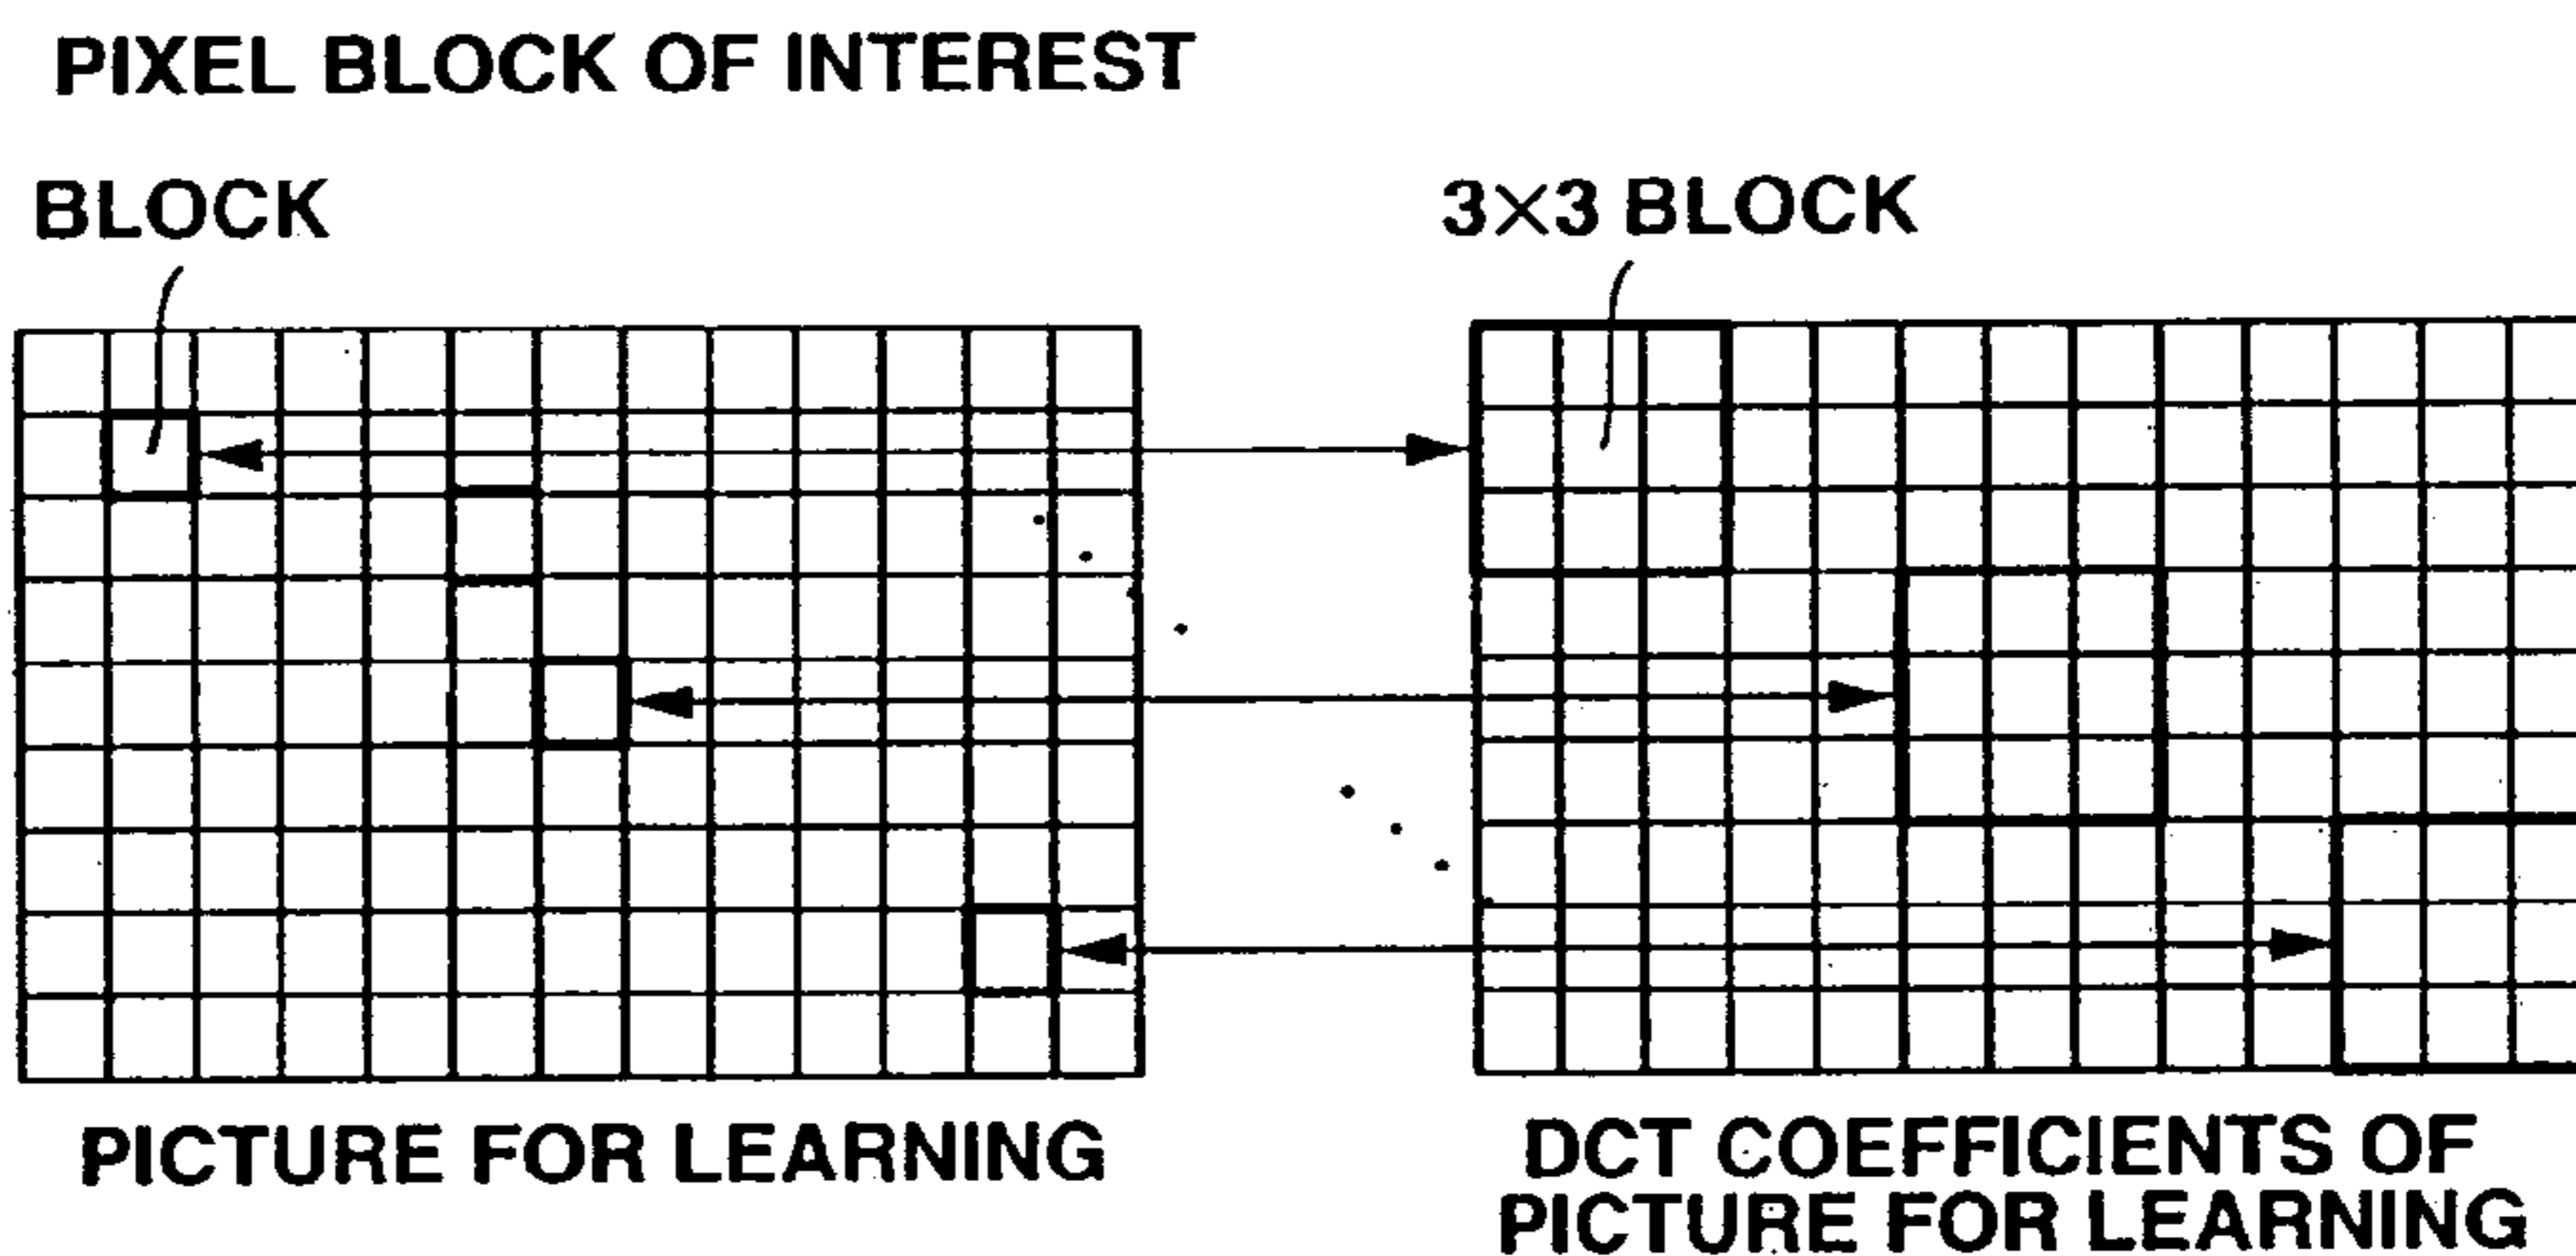 PIXEL BLOCK OF INTEREST
BLOCK
3×3 BLOCK
PICTURE FOR LEARNING
DCT COEFFICIENTS OF
PICTURE FOR LEARNING